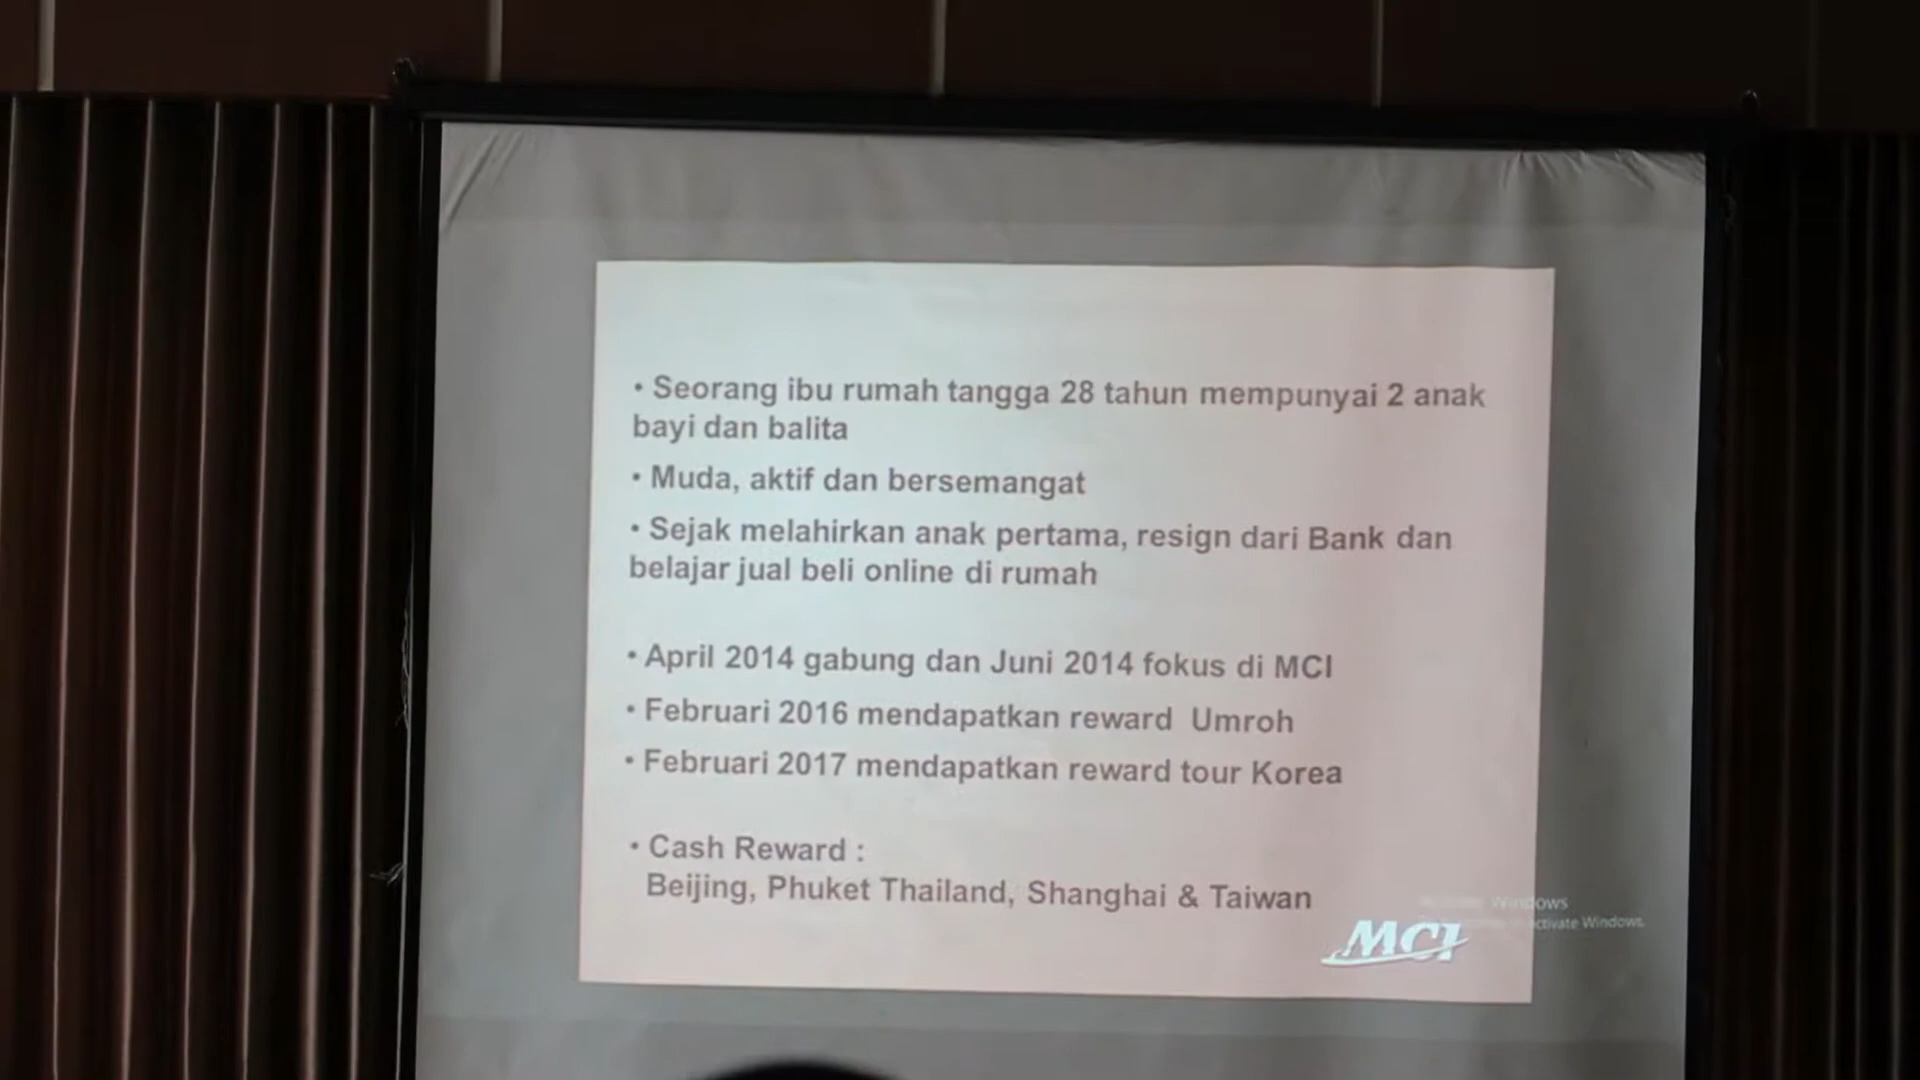 • Seorang ibu rumah tangga 28 tahun mempunyai 2 anak
bayi dan balita
• Muda, aktif dan bersemangat
• Sejak melahirkan anak pertama, resign dari Bank dan
belajar jual beli online di rumah
• April 2014 gabung dan Juni 2014 fokus di MCI
• Februari 2016 mendapatkan reward Umroh
• Februari 2017 mendapatkan reward tour Korea
• Cash Reward :
Beijing, Phuket Thailand, Shanghai & Taiwan
Windows
activate Windows.
MCI